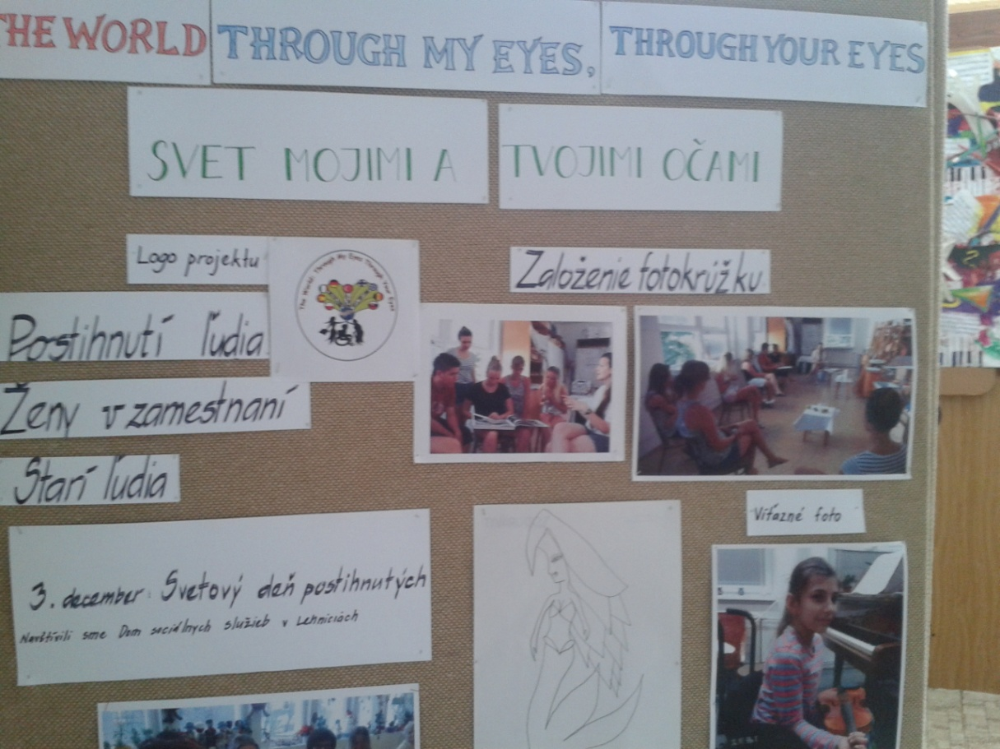 THE WORLD THROUGH MY EYES, THROUGH YOUR EYES
SVET MOJIMI A TVOJIMI OČAMI
Logo projektu
The World Through My Eyes Through Your Eyes
Založenie fotokrúžku
Postihnutí ľudia
Ženy v zamestnaní
Starí ľudia
Víťazné foto
3. december: Svetový deň postihnutých
Navštívili sme Dom sociálnych služieb v Lehniciach